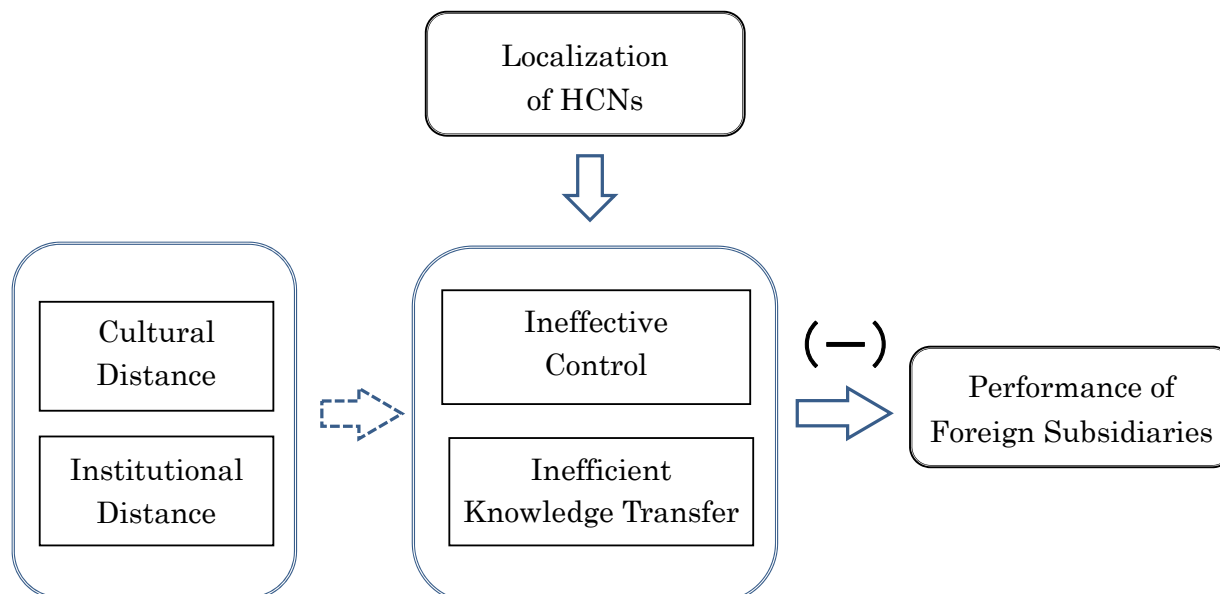 Localization
of HCNs
Cultural
Distance
Institutional
Distance
Ineffective
Control
Inefficient
Knowledge Transfer
(－)
Performance of
Foreign Subsidiaries